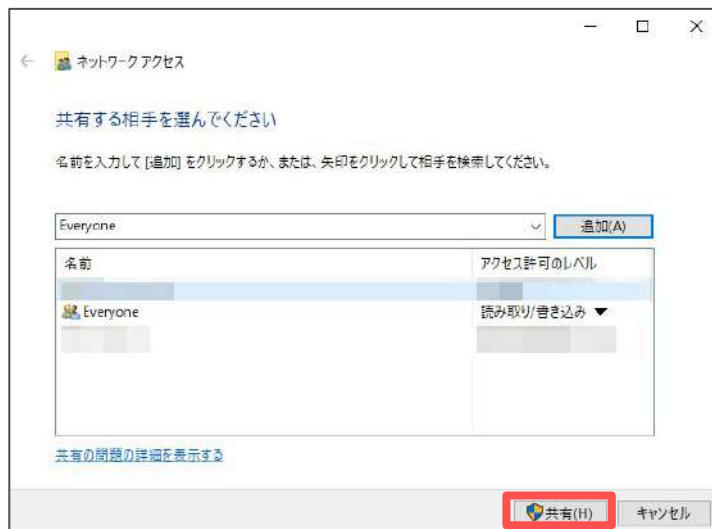 ネットワーク アクセス
共有する相手を選んでください
名前を入力して [追加] をクリックするか、または、矢印をクリックして相手を検索してください。
Everyone 追加(A)
名前 アクセス許可のレベル
Everyone 読み取り/書き込み
共有の問題の詳細を表示する
共有(H) キャンセル